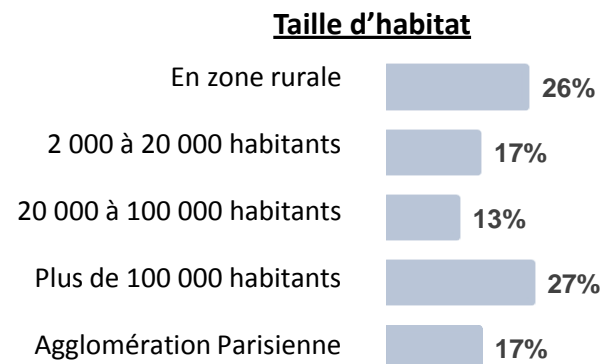 Taille d’habitat
En zone rurale 26%
2 000 à 20 000 habitants 17%
20 000 à 100 000 habitants 13%
Plus de 100 000 habitants 27%
Agglomération Parisienne 17%